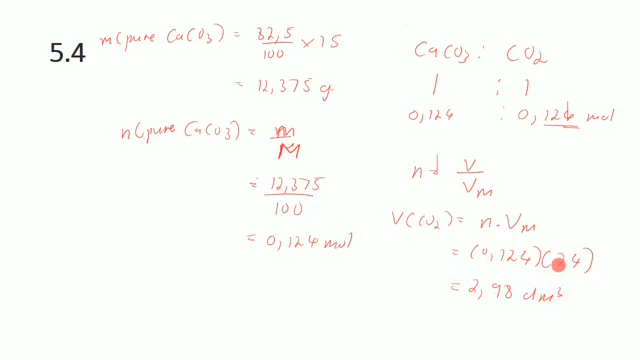 5.4
m(pure CaCO3) = 82,5/100 × 15
= 12,375 g
n(pure CaCO3) = m/M
= 12,375/100
= 0,124 mol
CaCO3 : CO2
1 : 1
0,124 : 0,124 mol
n = V/VM
V(CO2) = n . VM
= (0,124)(24)
= 2,98 dm3